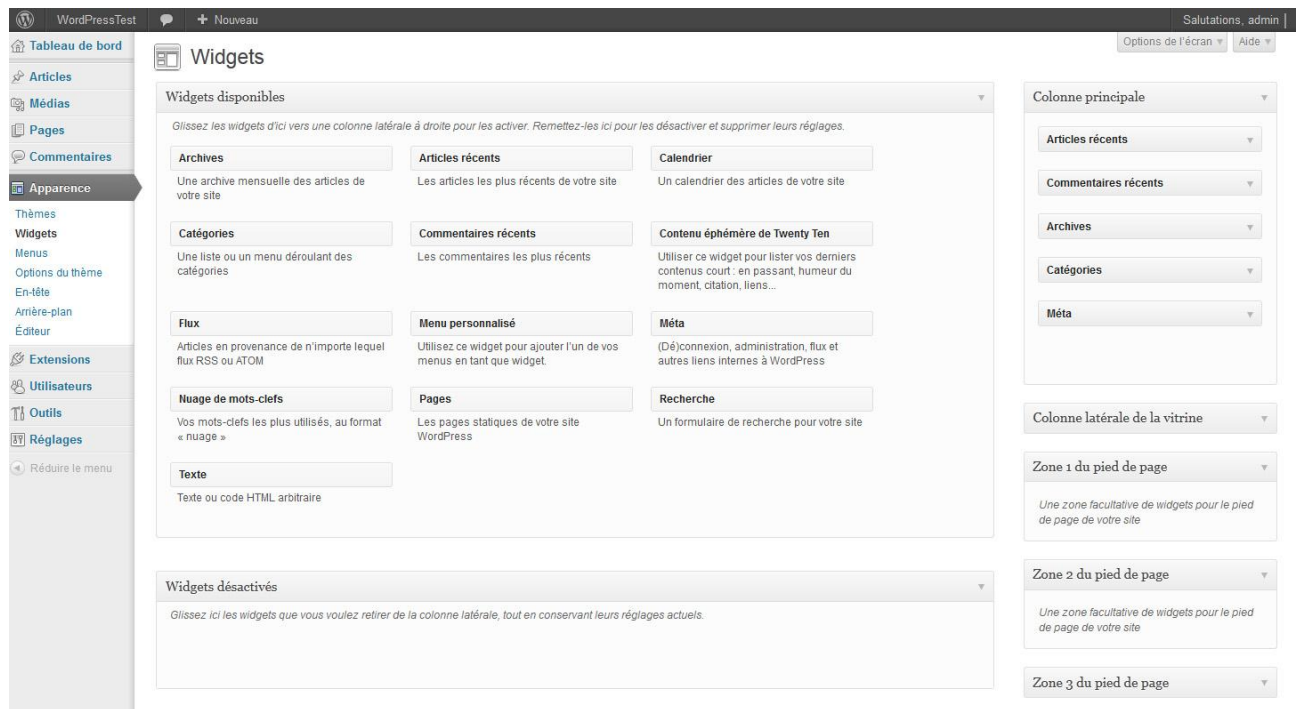 WordPressTest
Nouveau
Salutations, admin
Options de l'écran
Aide
Tableau de bord
Articles
Médias
Pages
Commentaires
Apparence
Thèmes
Widgets
Menus
Options du thème
En-tête
Arrière-plan
Éditeur
Extensions
Utilisateurs
Outils
Réglages
Réduire le menu
Widgets
Widgets disponibles
Glissez les widgets d'ici vers une colonne latérale à droite pour les activer. Remettez-les ici pour les désactiver et supprimer leurs réglages.
Archives
Une archive mensuelle des articles de
votre site
Articles récents
Les articles les plus récents de votre site
Calendrier
Un calendrier des articles de votre site
Catégories
Une liste ou un menu déroulant des
catégories
Commentaires récents
Les commentaires les plus récents
Contenu éphémère de Twenty Ten
Utiliser ce widget pour lister vos derniers
contenus court : en passant, humeur du
moment, citation, liens...
Flux
Articles en provenance de n'importe lequel
flux RSS ou ATOM
Menu personnalisé
Utilisez ce widget pour ajouter l'un de vos
menus en tant que widget.
Méta
(Dé)connexion, administration, flux et
autres liens internes à WordPress
Nuage de mots-clefs
Vos mots-clefs les plus utilisés, au format
« nuage »
Pages
Les pages statiques de votre site
WordPress
Recherche
Un formulaire de recherche pour votre site
Texte
Texte ou code HTML arbitraire
Widgets désactivés
Glissez ici les widgets que vous voulez retirer de la colonne latérale, tout en conservant leurs réglages actuels.
Colonne principale
Articles récents
Commentaires récents
Archives
Catégories
Méta
Colonne latérale de la vitrine
Zone 1 du pied de page
Une zone facultative de widgets pour le pied
de page de votre site
Zone 2 du pied de page
Une zone facultative de widgets pour le pied
de page de votre site
Zone 3 du pied de page